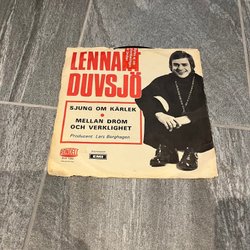 LENNART
DUVSJÖ
SJUNG OM KÄRLEK
MELLAN DRÖM
OCH VERKLIGHET
Producent: Lars Berghagen
EMI